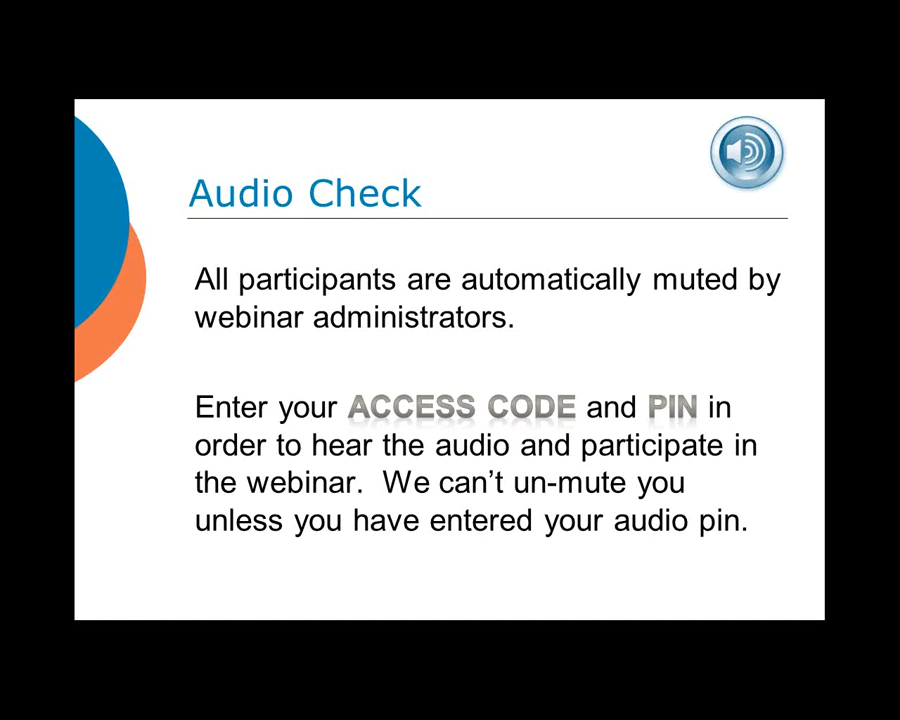 Audio Check
All participants are automatically muted by
webinar administrators.
Enter your ACCESS CODE and PIN in
order to hear the audio and participate in
the webinar.  We can’t un-mute you
unless you have entered your audio pin.